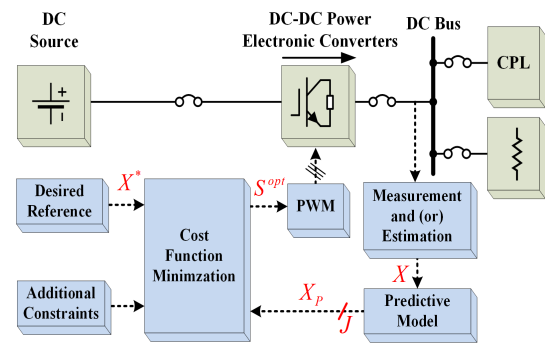 DC
Source
DC-DC Power
Electronic Converters
DC Bus
CPL
+
Desired
Reference
X*
Cost
Function
Minimzation
S^opt
PWM
Measurement
and (or)
Estimation
X
Additional
Constraints
X_P
J
Predictive
Model